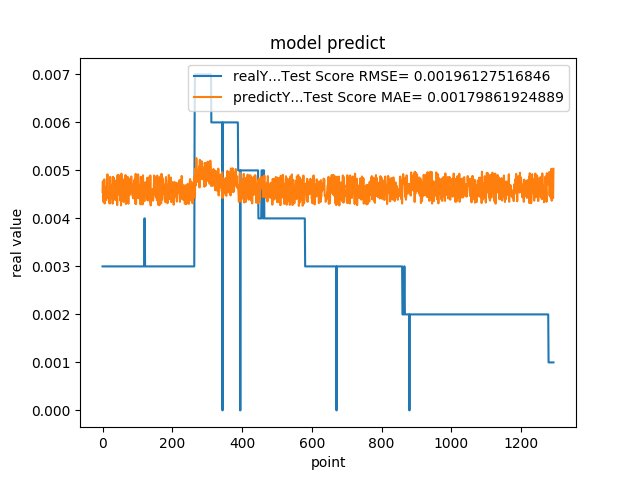 model predict
realY...Test Score RMSE= 0.00196127516846
predictY...Test Score MAE= 0.00179861924889
real value
0.007
0.006
0.005
0.004
0.003
0.002
0.001
0.000
0 200 400 600 800 1000 1200
point